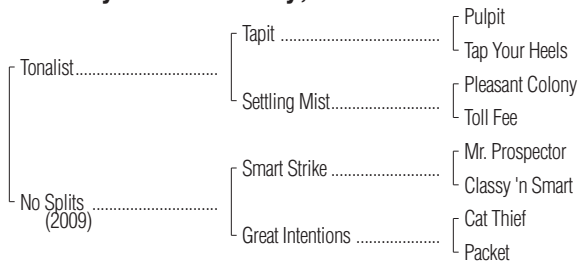 Tapit
Pulpit
Tap Your Heels
Tonalist
Settling Mist
Pleasant Colony
Toll Fee
Smart Strike
Mr. Prospector
Classy 'n Smart
No Splits
(2009)
Great Intentions
Cat Thief
Packet